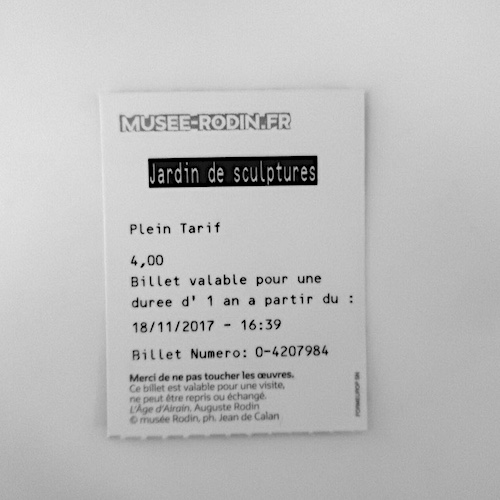 MUSEE-RODIN.FR
Jardin de sculptures
Plein Tarif
4,00
Billet valable pour une
duree d' 1 an a partir du :
18/11/2017 - 16:39
Billet Numero: 0-4207984
Merci de ne pas toucher les œuvres.
Ce billet est valable pour une visite,
ne peut être repris ou échangé.
L'Âge d'Airain, Auguste Rodin
© musée Rodin, ph. Jean de Calan